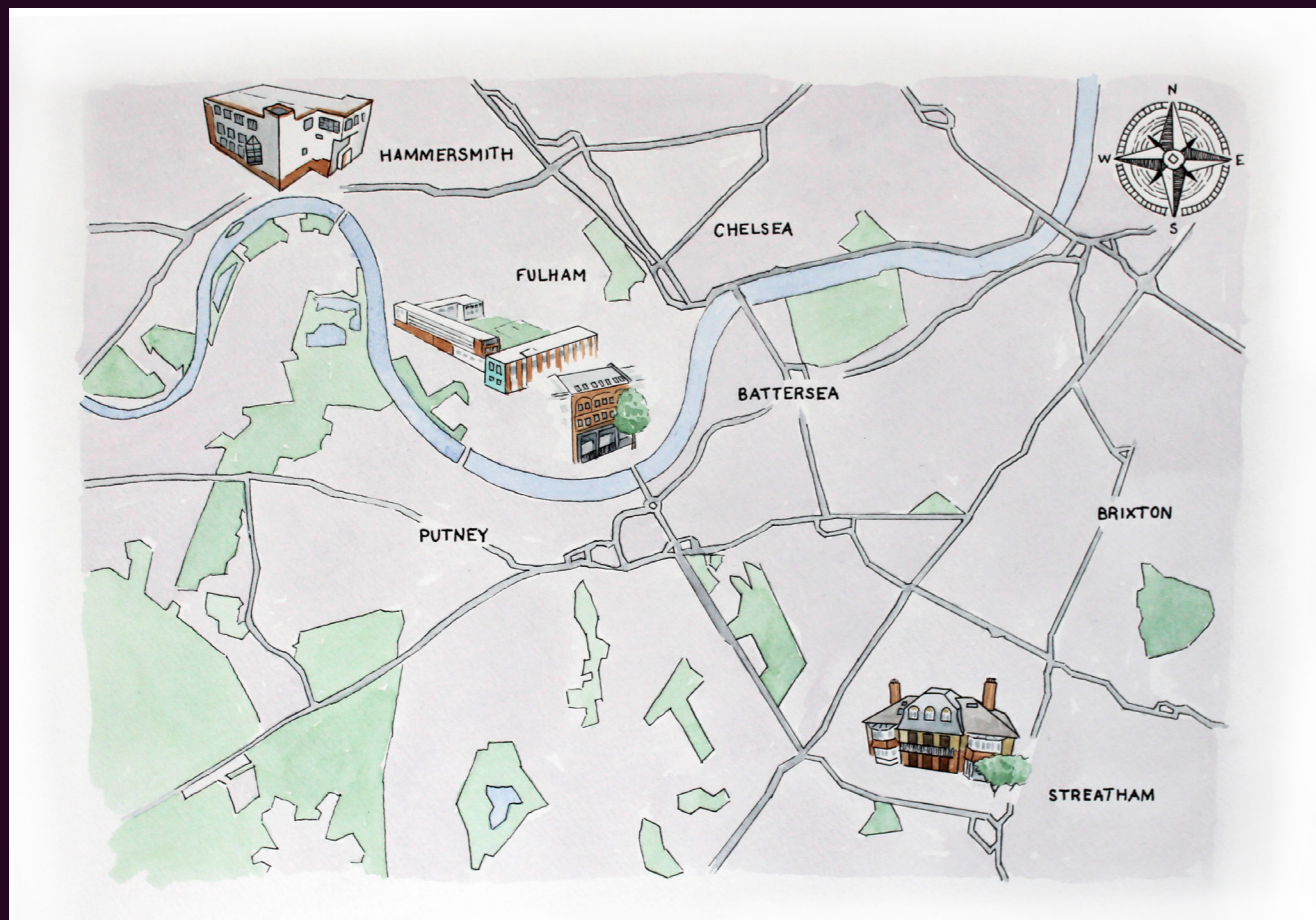 N
HAMMERSMITH
W
E
CHELSEA
S
FULHAM
BATTERSEA
BRIXTON
PUTNEY
STREATHAM